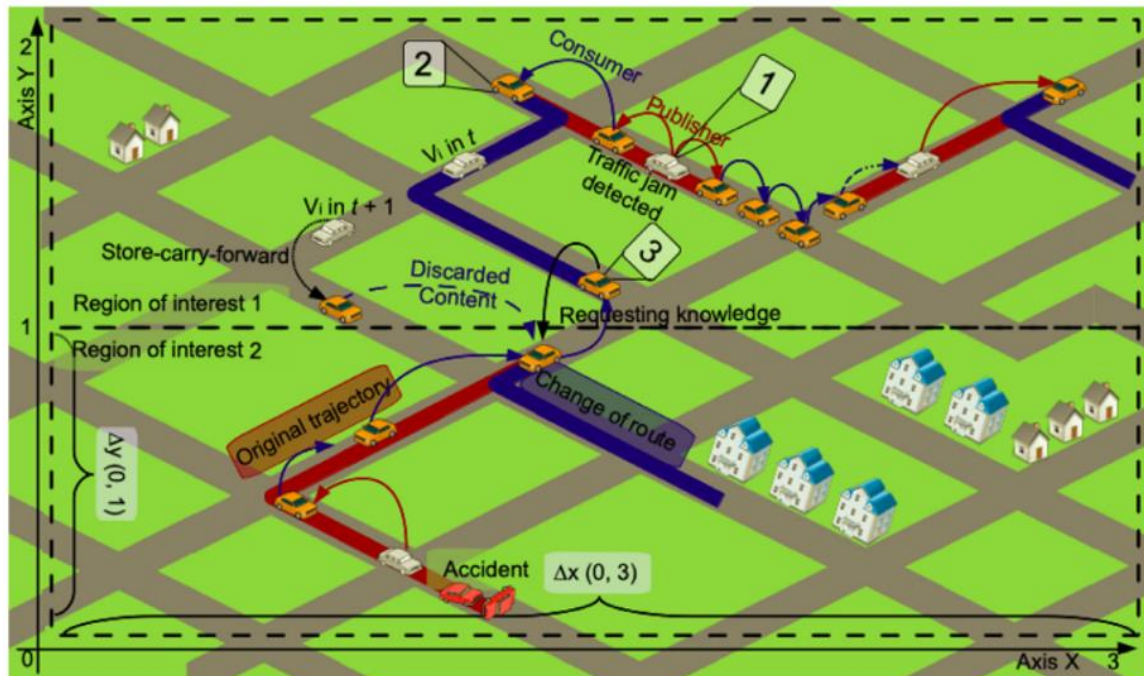 2
Axis Y
Consumer
2
1
Publisher
Vi in t
Traffic jam
detected
Vi in t + 1
Store-carry-forward
3
Discarded
Content
Region of interest 1
Requesting knowledge
1
Region of interest 2
Original trajectory
Change of route
Δy (0, 1)
Accident
Δx (0, 3)
0
Axis X
3